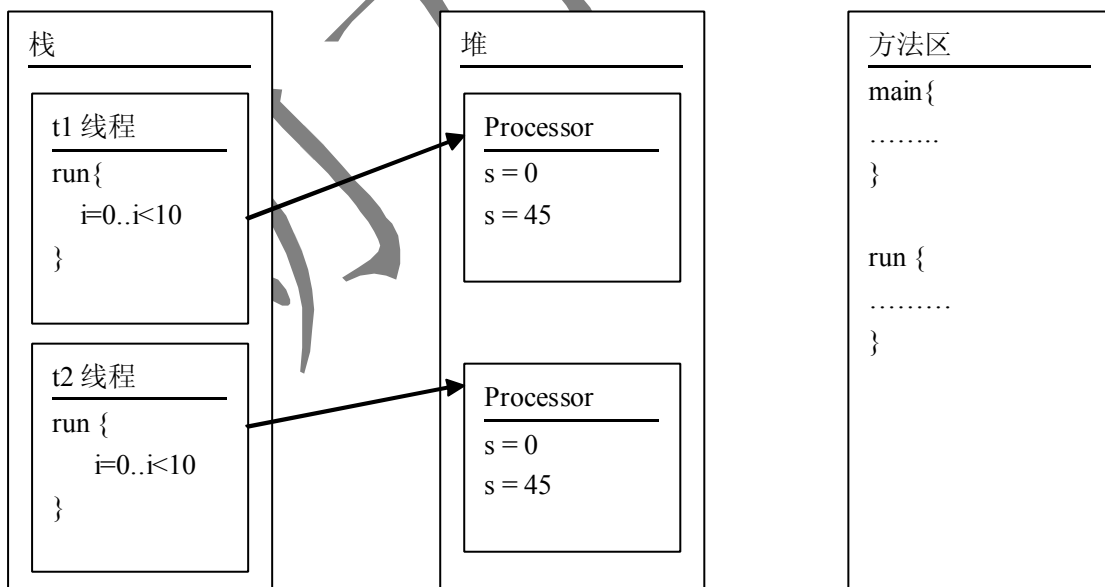 栈
t1 线程
run{
i=0..i<10
}
t2 线程
run {
i=0..i<10
}
堆
Processor
s = 0
s = 45
Processor
s = 0
s = 45
方法区
main{
……..
}
run {
………
}